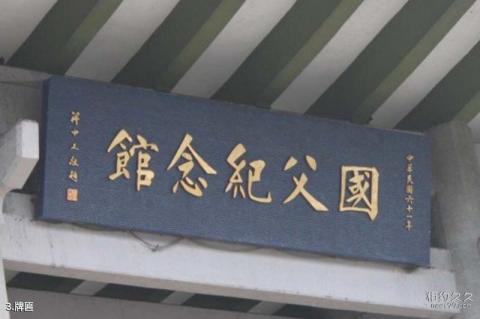 中華民國六十一年
國父紀念館
蔣中正敬題
3.牌匾